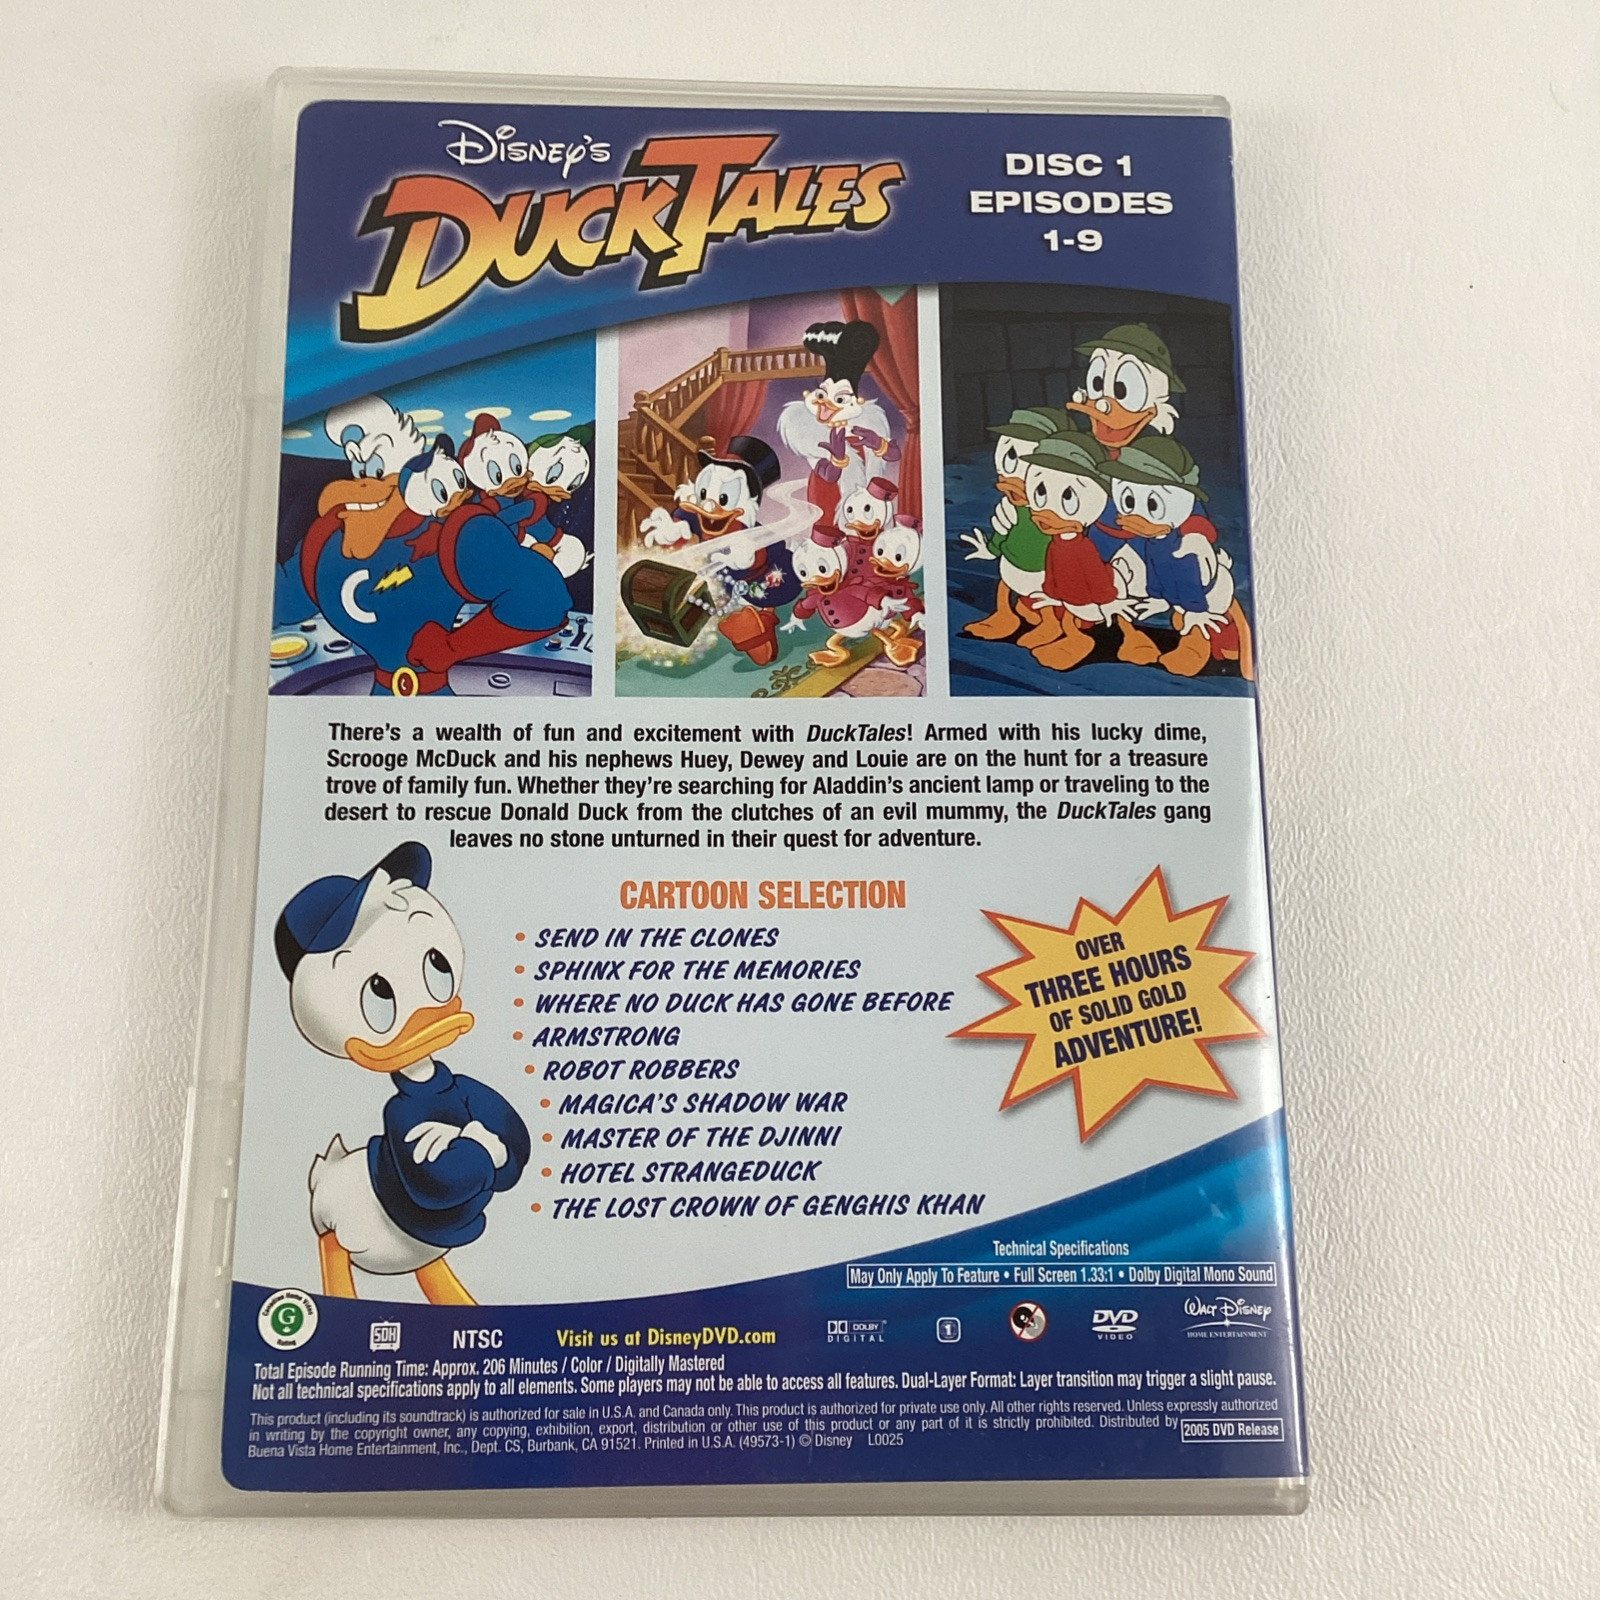 DISNEY'S
DUCKTALES
DISC 1
EPISODES
1-9
There's a wealth of fun and excitement with DuckTales! Armed with his lucky dime,
Scrooge McDuck and his nephews Huey, Dewey and Louie are on the hunt for a treasure
trove of family fun. Whether they're searching for Aladdin's ancient lamp or traveling to the
desert to rescue Donald Duck from the clutches of an evil mummy, the DuckTales gang
leaves no stone unturned in their quest for adventure.
CARTOON SELECTION
• SEND IN THE CLONES
• SPHINX FOR THE MEMORIES
• WHERE NO DUCK HAS GONE BEFORE
• ARMSTRONG
• ROBOT ROBBERS
• MAGICA'S SHADOW WAR
• MASTER OF THE DJINNI
• HOTEL STRANGEDUCK
• THE LOST CROWN OF GENGHIS KHAN
OVER
THREE HOURS
OF SOLID GOLD
ADVENTURE!
Technical Specifications
May Only Apply To Feature • Full Screen 1.33:1 • Dolby Digital Mono Sound
Canadian Home Video
G
Ratings
SDH
NTSC
Visit us at DisneyDVD.com
DOLBY
DIGITAL
1
DVD
VIDEO
WALT DISNEY
HOME ENTERTAINMENT
Total Episode Running Time: Approx. 206 Minutes / Color / Digitally Mastered
Not all technical specifications apply to all elements. Some players may not be able to access all features. Dual-Layer Format: Layer transition may trigger a slight pause.
This product (including its soundtrack) is authorized for sale in U.S.A. and Canada only. This product is authorized for private use only. All other rights reserved. Unless expressly authorized
in writing by the copyright owner, any copying, exhibition, export, distribution or other use of this product or any part of it is strictly prohibited. Distributed by
Buena Vista Home Entertainment, Inc., Dept. CS, Burbank, CA 91521. Printed in U.S.A. (49573-1) © Disney L0025
2005 DVD Release